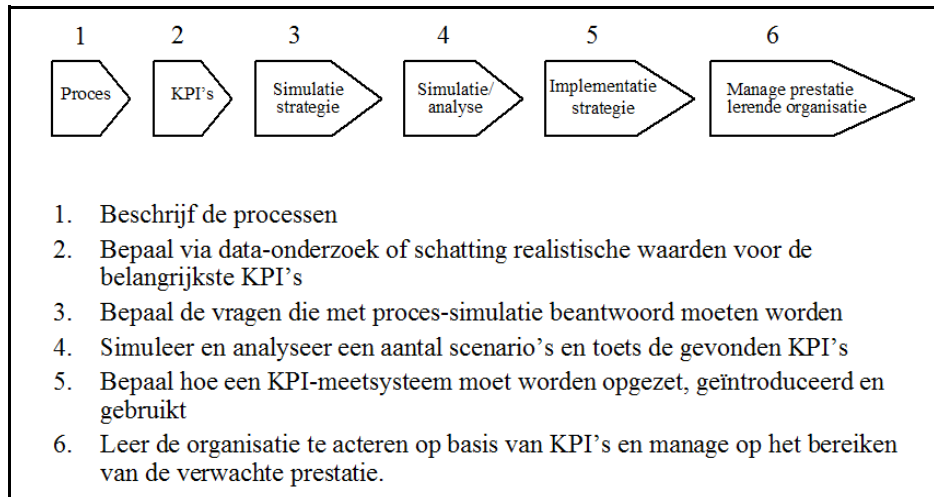 1 2 3 4 5 6
Proces
KPI's
Simulatie
strategie
Simulatie/
analyse
Implementatie
strategie
Manage prestatie
lerende organisatie
1. Beschrijf de processen
2. Bepaal via data-onderzoek of schatting realistische waarden voor de
belangrijkste KPI's
3. Bepaal de vragen die met proces-simulatie beantwoord moeten worden
4. Simuleer en analyseer een aantal scenario's en toets de gevonden KPI's
5. Bepaal hoe een KPI-meetsysteem moet worden opgezet, geïntroduceerd en
gebruikt
6. Leer de organisatie te acteren op basis van KPI's en manage op het bereiken
van de verwachte prestatie.